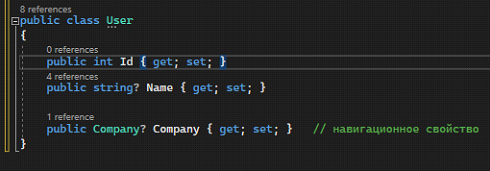 8 references
public class User
{
0 references
public int Id { get; set; }
4 references
public string? Name { get; set; }
1 reference
public Company? Company { get; set; }   // навигационное свойство
}